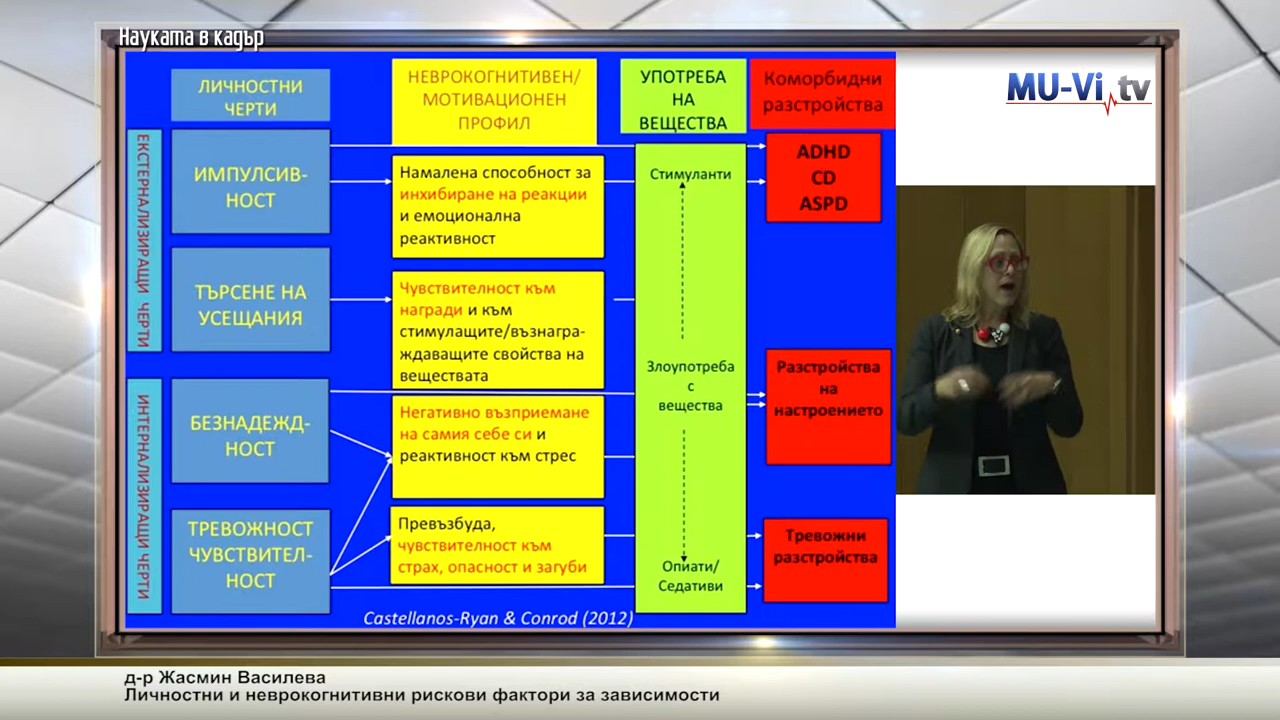 Науката в кадър
MU-Vi.tv
ЛИЧНОСТНИ
ЧЕРТИ
НЕВРОКОГНИТИВЕН/
МОТИВАЦИОНЕН
ПРОФИЛ
УПОТРЕБА
НА
ВЕЩЕСТВА
Коморбидни
разстройства
ЕКСТЕРНАЛИЗИРАЩИ ЧЕРТИ
ИМПУЛСИВ-
НОСТ
Намалена способност за
инхибиране на реакции
и емоционална
реактивност
Стимуланти
ADHD
CD
ASPD
ТЪРСЕНЕ НА
УСЕЩАНИЯ
Чувствителност към
награди и към
стимулащите/възнагра-
ждаващите свойства на
веществата
Злоупотреба
с
вещества
Разстройства
на
настроението
ИНТЕРНАЛИЗИРАЩИ ЧЕРТИ
БЕЗНАДЕЖД-
НОСТ
Негативно възприемане
на самия себе си и
реактивност към стрес
ТРЕВОЖНОСТ
ЧУВСТВИТЕЛ-
НОСТ
Превъзбуда,
чувствителност към
страх, опасност и загуби
Опиати/
Седативи
Тревожни
разстройства
Castellanos-Ryan & Conrod (2012)
д-р Жасмин Василева
Личностни и неврокогнитивни рискови фактори за зависимости